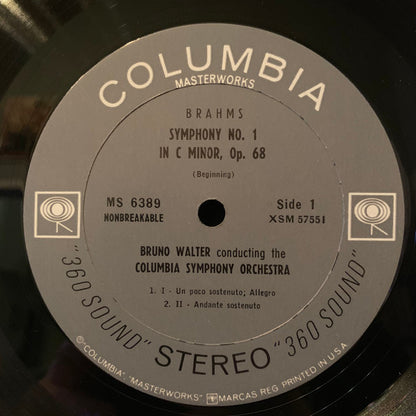 COLUMBIA
MASTERWORKS
BRAHMS
SYMPHONY NO. 1
IN C MINOR, Op. 68
(Beginning)
MS 6389
NONBREAKABLE
Side 1
XSM 57551
BRUNO WALTER conducting the
COLUMBIA SYMPHONY ORCHESTRA
1. I - Un poco sostenuto; Allegro
2. II - Andante sostenuto
"360 SOUND" STEREO "360 SOUND"
"COLUMBIA", "MASTERWORKS", MARCAS REG. PRINTED IN U.S.A.